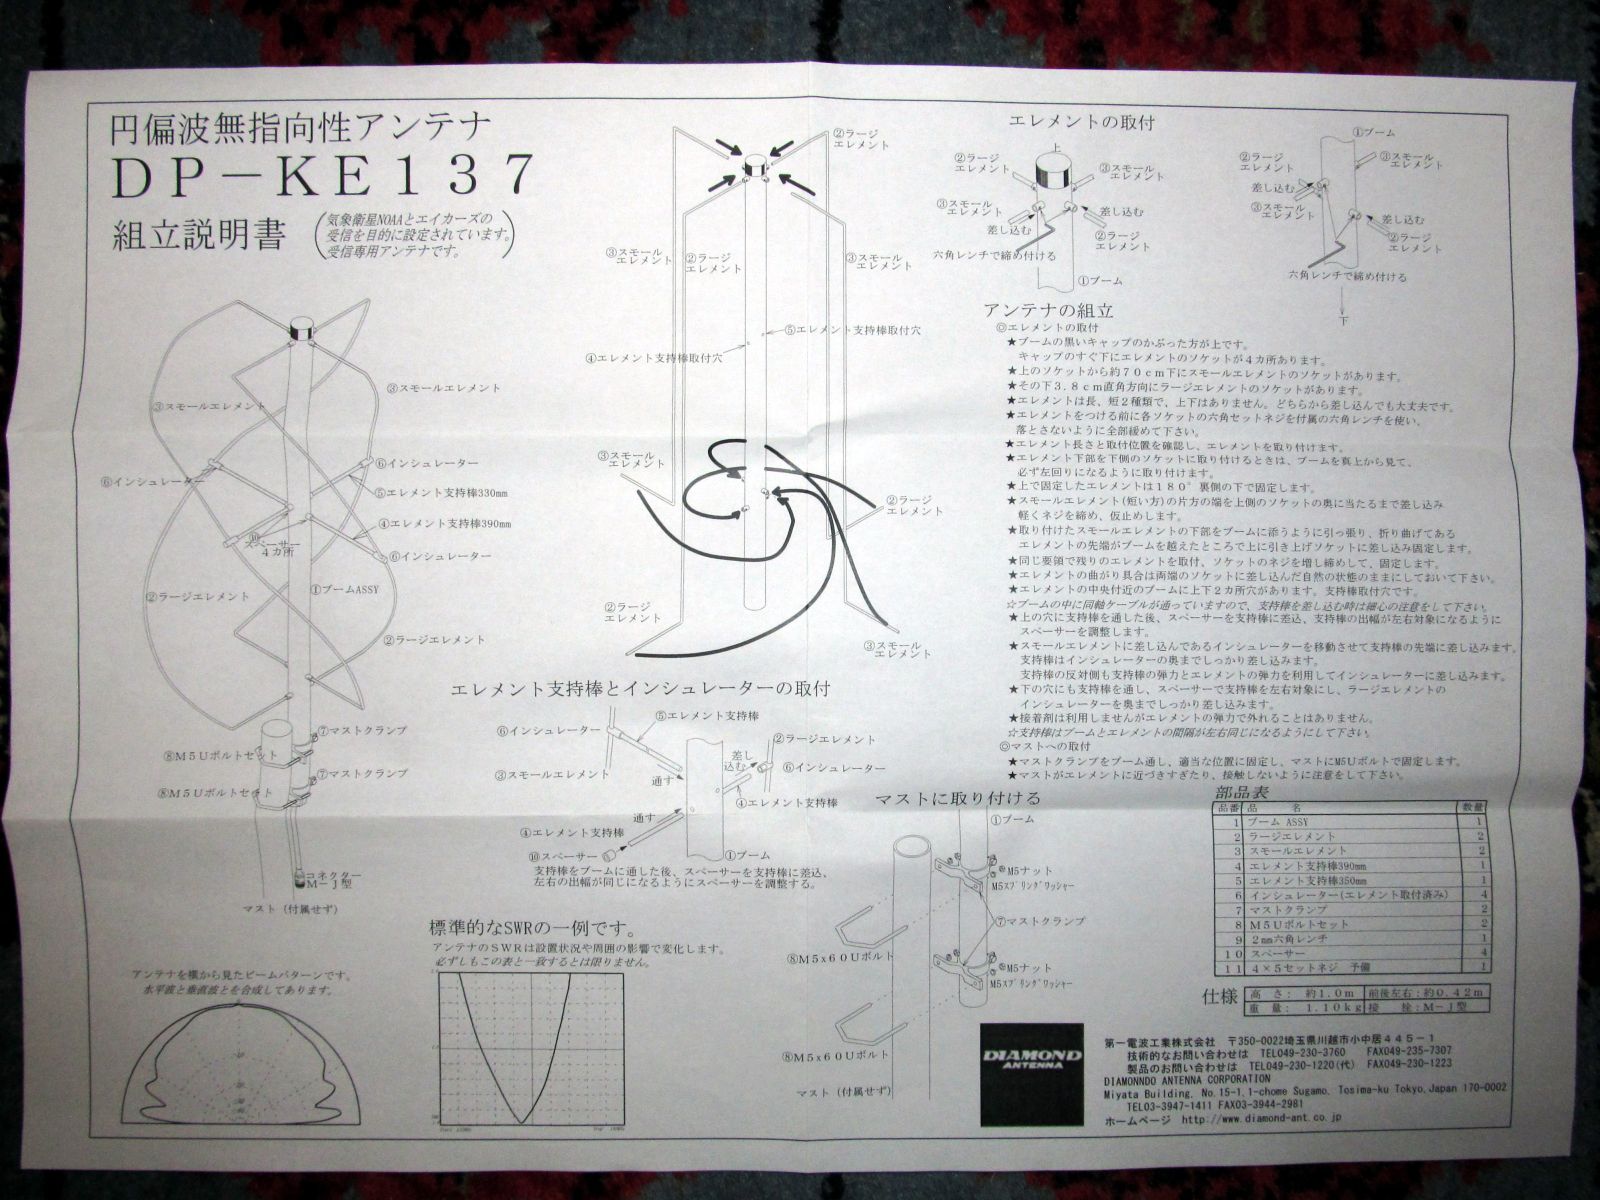 円偏波無指向性アンテナ
ＤＰ－ＫＥ１３７
組立説明書
気象衛星NOAAとエイカーズの
受信を目的に設定されています。
受信専用アンテナです。
③スモールエレメント
③スモールエレメント
⑥インシュレーター
⑥インシュレーター
⑤エレメント支持棒330mm
④エレメント支持棒390mm
⑩
スペーサー
４カ所
⑥インシュレーター
①ブームASSY
②ラージエレメント
②ラージエレメント
⑦マストクランプ
⑧Ｍ５Ｕボルトセット
⑦マストクランプ
⑧Ｍ５Ｕボルトセット
コネクター
Ｍ－Ｊ型
マスト（付属せず）
②ラージ
エレメント
③スモール
エレメント
②ラージ
エレメント
③スモール
エレメント
⑤エレメント支持棒取付穴
④エレメント支持棒取付穴
③スモール
エレメント
②ラージ
エレメント
②ラージ
エレメント
③スモール
エレメント
エレメントの取付
上
②ラージ
エレメント
③スモール
エレメント
③スモール
エレメント
差し込む
差し込む
②ラージ
エレメント
六角レンチで締め付ける
①ブーム
①ブーム
②ラージ
エレメント
③スモール
エレメント
差し込む
③スモール
エレメント
差し込む
②ラージ
エレメント
六角レンチで締め付ける
下
アンテナの組立
◎エレメントの取付
★ブームの黒いキャップのかぶった方が上です。
キャップのすぐ下にエレメントのソケットが４カ所あります。
★上のソケットから約７０ｃｍ下にスモールエレメントのソケットがあります。
★その下３.８ｃｍ直角方向にラージエレメントのソケットがあります。
★エレメントは長、短２種類で、上下はありません。どちらから差し込んでも大丈夫です。
★エレメントをつける前に各ソケットの六角セットネジを付属の六角レンチを使い、
落とさないように全部緩めて下さい。
★エレメント長さと取付位置を確認し、エレメントを取り付けます。
★エレメント下部を下側のソケットに取り付けるときは、ブームを真上から見て、
必ず左回りになるように取り付けます。
★上で固定したエレメントは１８０°裏側の下で固定します。
★スモールエレメント(短い方)の片方の端を上側のソケットの奥に当たるまで差し込み
軽くネジを締め、仮止めします。
★取り付けたスモールエレメントの下部をブームに添うように引っ張り、折り曲げてある
エレメントの先端がブームを越えたところで上に引き上げソケットに差し込み固定します。
★同じ要領で残りのエレメントを取付、ソケットのネジを増し締めして、固定します。
★エレメントの曲がり具合は両端のソケットに差し込んだ自然の状態のままにしておいて下さい。
★エレメントの中央付近のブームに上下２カ所穴があります。支持棒取付穴です。
☆ブームの中に同軸ケーブルが通っていますので、支持棒を差し込む時は細心の注意をして下さい。
★上の穴に支持棒を通した後、スペーサーを支持棒に差込、支持棒の出幅が左右対象になるように
スペーサーを調整します。
★スモールエレメントに差し込んであるインシュレーターを移動させて支持棒の先端に差し込みます。
支持棒はインシュレーターの奥までしっかり差し込みます。
支持棒の反対側も支持棒の弾力とエレメントの弾力を利用してインシュレーターに差し込みます。
★下の穴にも支持棒を通し、スペーサーで支持棒を左右対象にし、ラージエレメントの
インシューターを奥までしっかり差し込みます。
★接着剤は利用しませんがエレメントの弾力で外れることはありません。
☆支持棒はブームとエレメントの間隔が左右同じになるようにして下さい。
◎マストへの取付
★マストクランプをブーム通し、適当な位置に固定し、マストにM5Uボルトで固定します。
★マストがエレメントに近づきすぎたり、接触しないように注意をして下さい。
エレメント支持棒とインシュレーターの取付
⑥インシュレーター
⑤エレメント支持棒
③スモールエレメント
通す
差し
込む
②ラージエレメント
⑥インシュレーター
④エレメント支持棒
通す
④エレメント支持棒
⑩スペーサー
①ブーム
支持棒をブームに通した後、スペーサーを支持棒に差込、
左右の出幅が同じになるようにスペーサーを調整する。
マストに取り付ける
①ブーム
M5ナット
M5ｽﾌﾟﾘﾝｸﾞﾜｯｼｬｰ
⑦マストクランプ
⑧Ｍ５ｘ６０Ｕボルト
M5ナット
M5ｽﾌﾟﾘﾝｸﾞﾜｯｼｬｰ
⑧Ｍ５ｘ６０Ｕボルト
マスト（付属せず）
部品表
品番 品　名 数量
1 ブーム ASSY 1
2 ラージエレメント 2
3 スモールエレメント 2
4 エレメント支持棒390mm 1
5 エレメント支持棒350mm 1
6 インシュレーター(エレメント取付済み) 4
7 マストクランプ 2
8 Ｍ５Ｕボルトセット 2
9 ２㎜六角レンチ 1
10 スペーサー 4
11 ４×５セットネジ　予備 1
仕様
高さ：　約1.0ｍ 前後左右：約0.42ｍ
重量：　1.10kg 接　栓：Ｍ－Ｊ型
標準的なSWRの一例です。
アンテナのＳＷＲは設置状況や周囲の影響で変化します。
必ずしもこの表と一致するとは限りません。
アンテナを横から見たビームパターンです。
水平波と垂直波とを合成してあります。
DIAMOND
ANTENNA
第一電波工業株式会社　〒350-0022埼玉県川越市小中居４４５－１
技術的なお問い合わせは　TEL049-230-3760　FAX049-235-7307
製品のお問い合わせは　TEL049-230-1220(代)　FAX049-230-1223
DIAMONNDO ANTENNA CORPORATION
Miyata Building, No.15-1,1-chome Sugamo, Tosima-ku Tokyo,Japan 170-0002
TEL03-3947-1411 FAX03-3944-2981
ホームページ　http://www.diamond-ant.co.jp